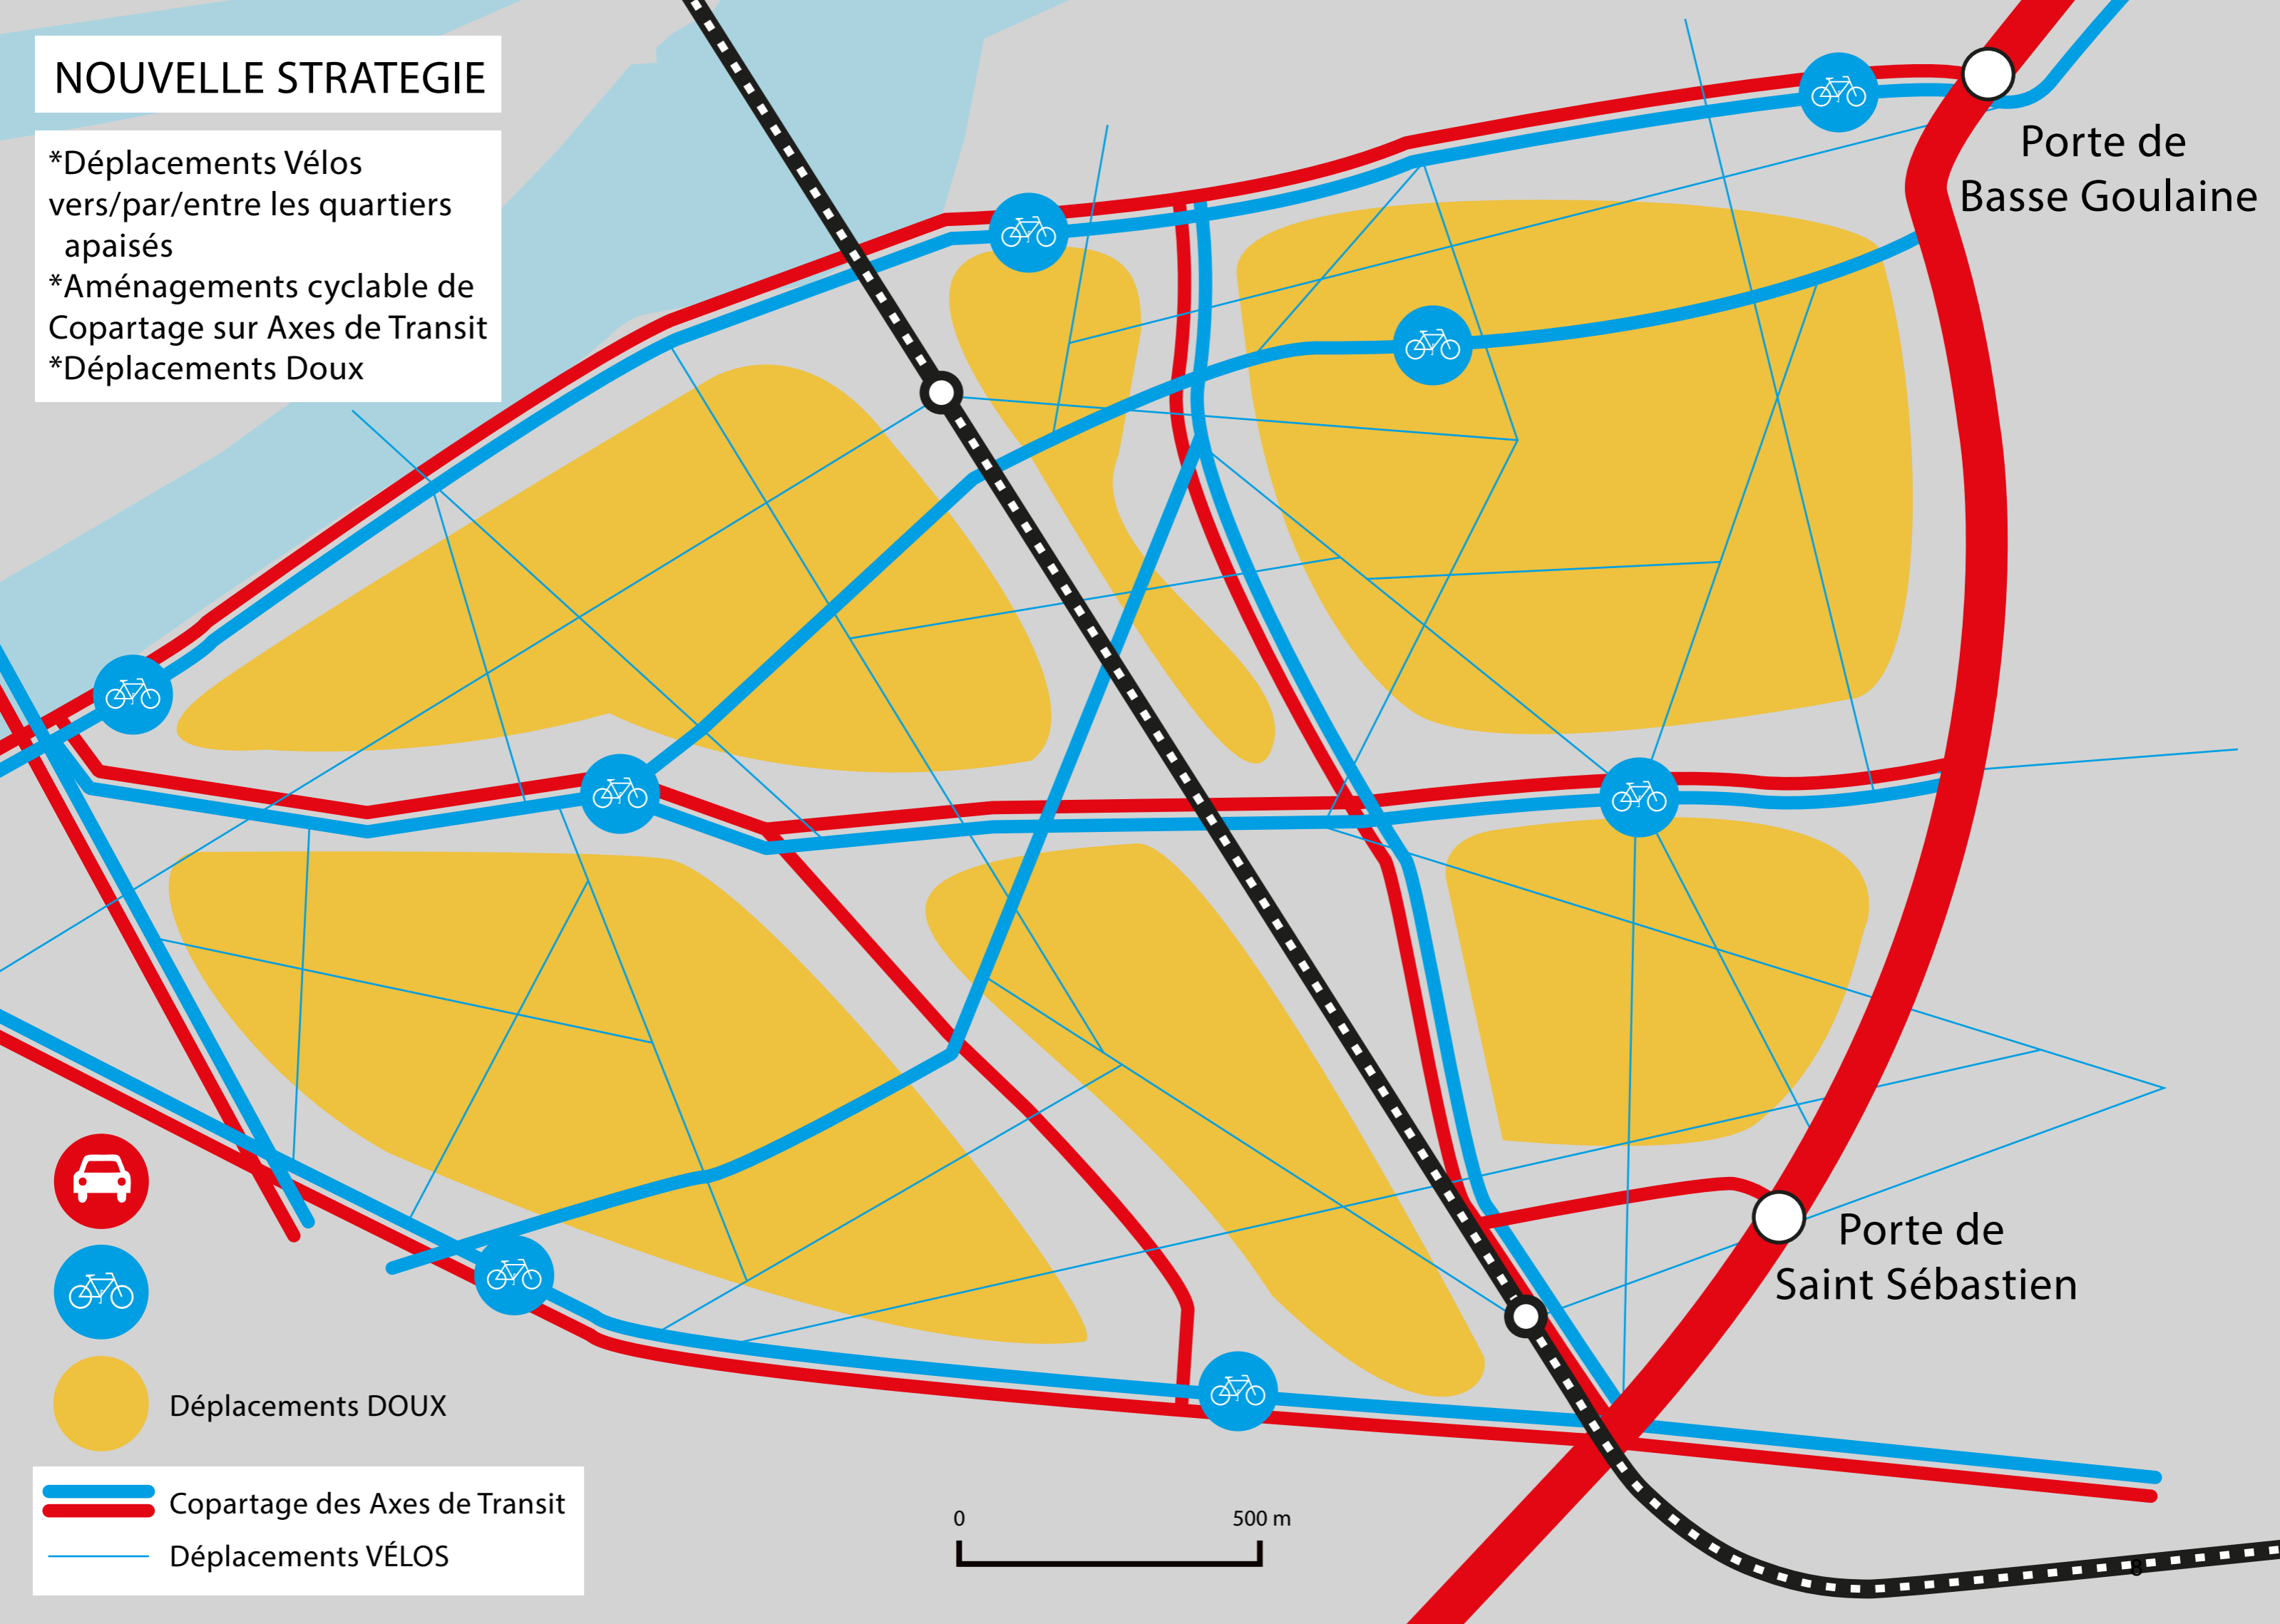 NOUVELLE STRATEGIE
*Déplacements Vélos
vers/par/entre les quartiers
apaisés
*Aménagements cyclable de
Copartage sur Axes de Transit
*Déplacements Doux
Porte de
Basse Goulaine
Porte de
Saint Sébastien
Déplacements DOUX
Copartage des Axes de Transit
Déplacements VÉLOS
0 500 m
8